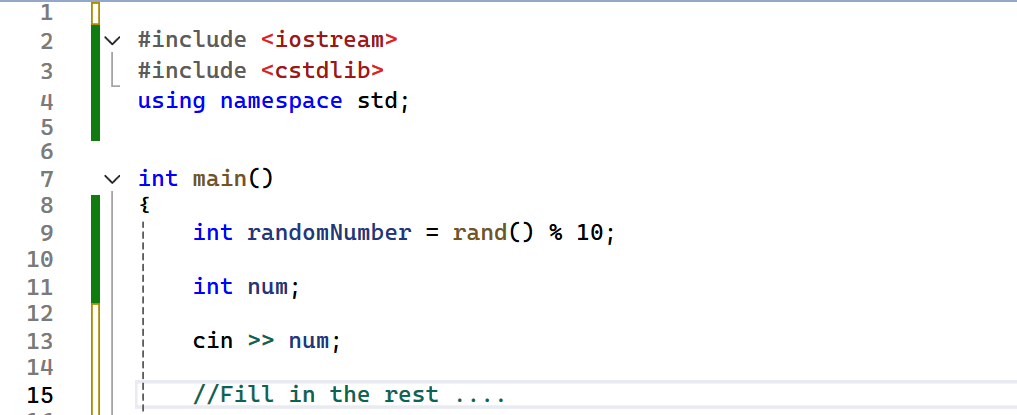 1
2 #include <iostream>
3 #include <cstdlib>
4 using namespace std;
5
6
7 int main()
8 {
9 int randomNumber = rand() % 10;
10
11 int num;
12
13 cin >> num;
14
15 //Fill in the rest ....